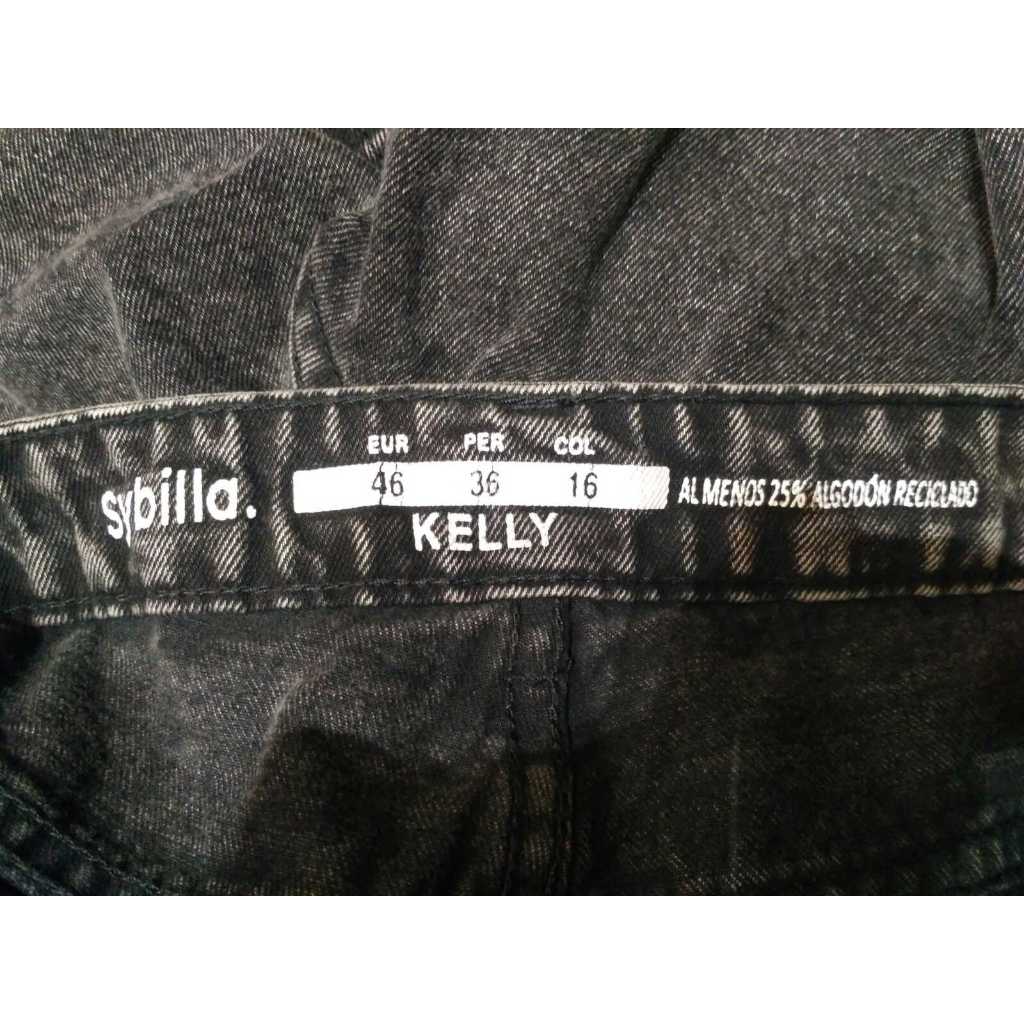 sybilla.
EUR PER COL
46 36 16
KELLY
AL MENOS 25% ALGODÓN RECICLADO